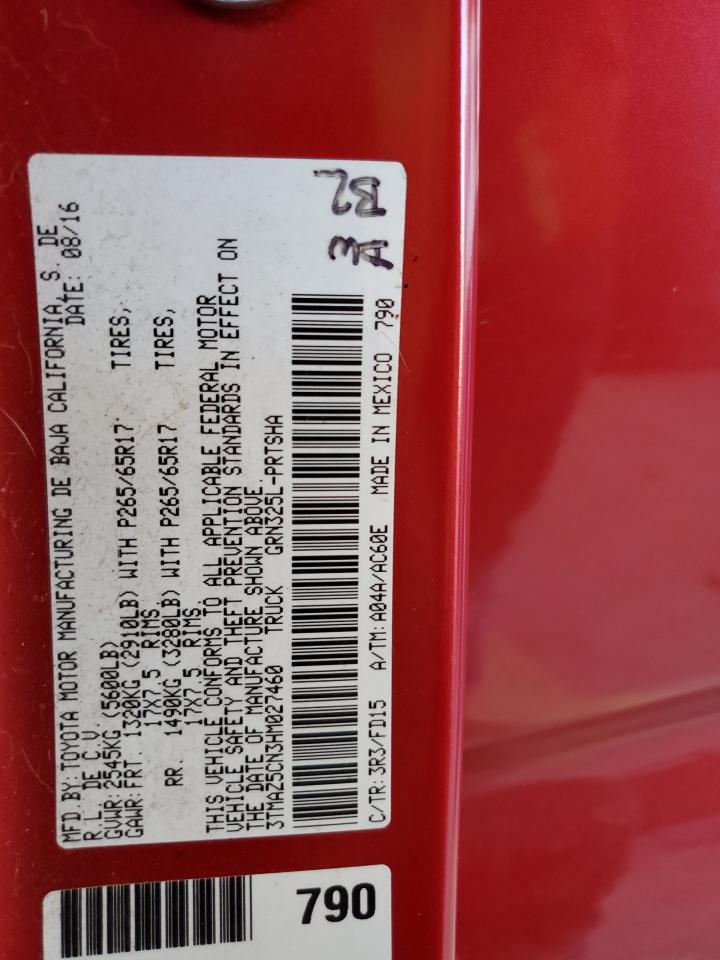 MFD.BY:TOYOTA MOTOR MANUFACTURING DE BAJA CALIFORNIA, S. DE
R.L. DE C.V. DATE: 08/16
GVWR:2545KG (5600LB)
GAWR:FRT. 1320KG (2910LB) WITH P265/65R17 TIRES,
17X7.5 RIMS.
RR. 1490KG (3280LB) WITH P265/65R17 TIRES,
17X7.5 RIMS.
THIS VEHICLE CONFORMS TO ALL APPLICABLE FEDERAL MOTOR
VEHICLE SAFETY AND THEFT PREVENTION STANDARDS IN EFFECT ON
THE DATE OF MANUFACTURE SHOWN ABOVE.
3TMAZ5CN3HM027460 TRUCK GRN325L-PRTSHA
C/TR:3R3/FD15 A/TM:A04A/AC60E MADE IN MEXICO 790
790